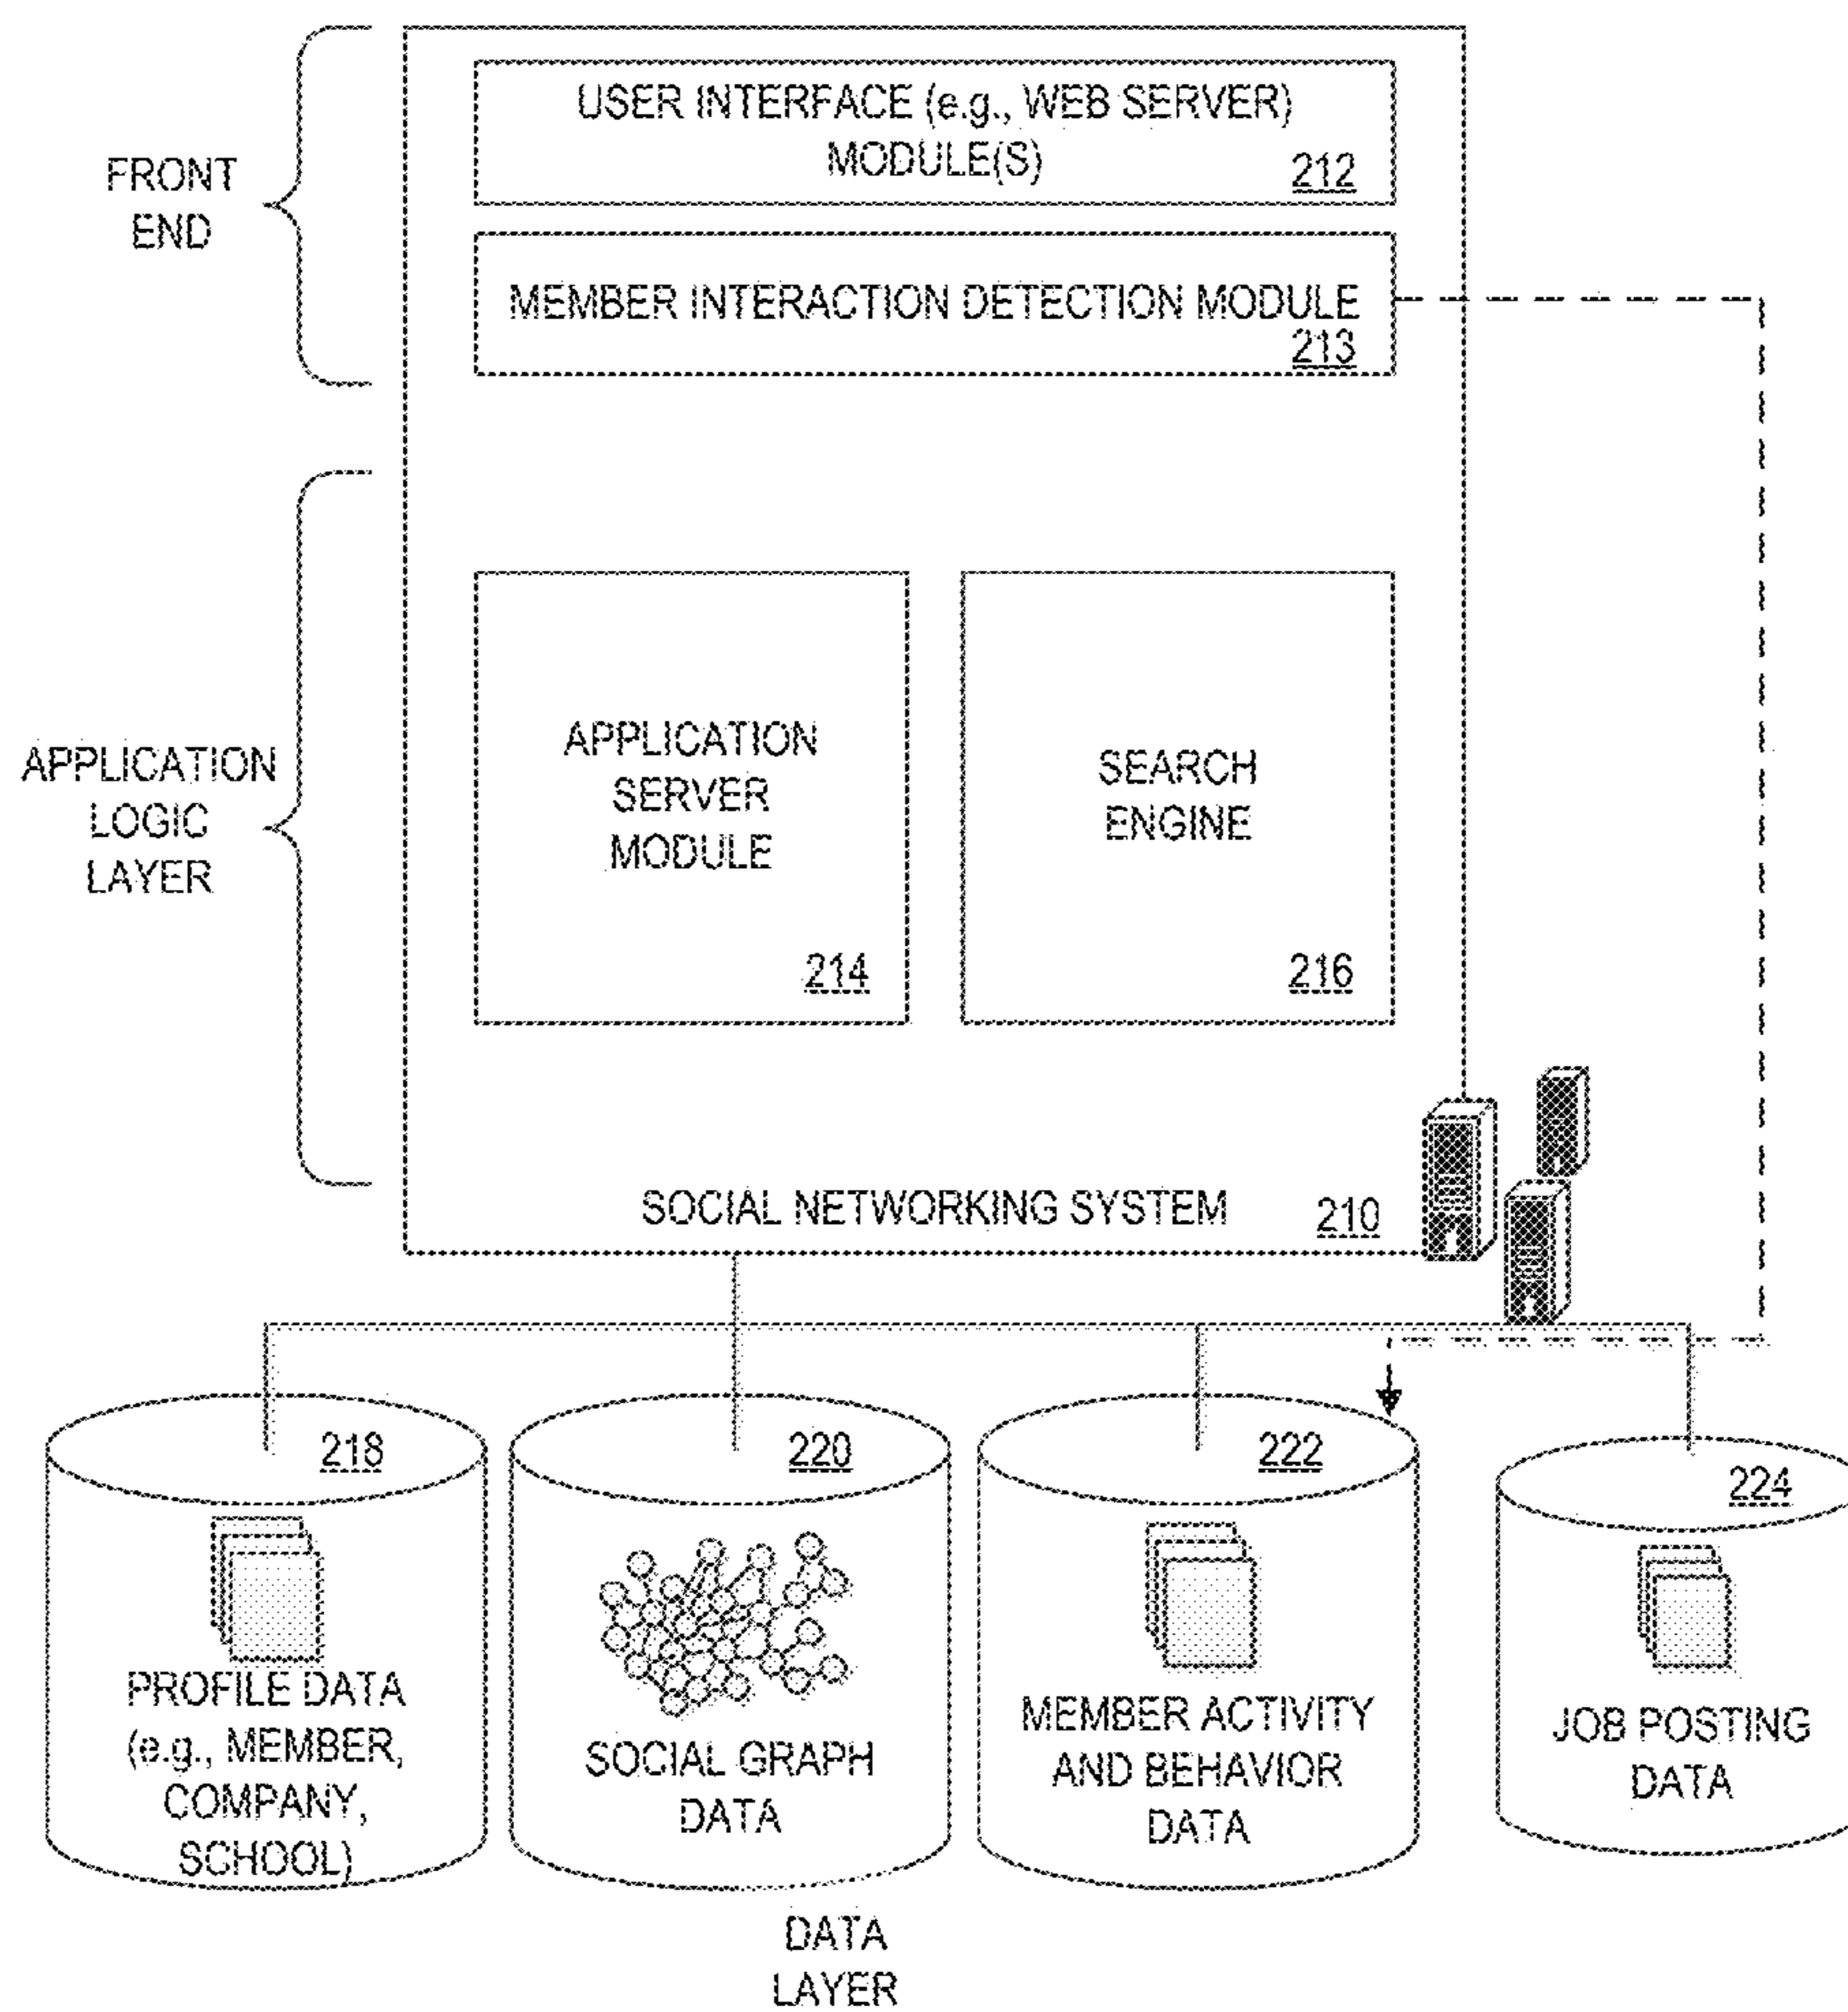 USER INTERFACE (e.g., WEB SERVER)
MODULE(S)
212
FRONT
END
MEMBER INTERACTION DETECTION MODULE
213
APPLICATION
LOGIC
LAYER
APPLICATION
SERVER
MODULE
214
SEARCH
ENGINE
216
SOCIAL NETWORKING SYSTEM
210
218
PROFILE DATA
(e.g., MEMBER,
COMPANY,
SCHOOL)
220
SOCIAL GRAPH
DATA
222
MEMBER ACTIVITY
AND BEHAVIOR
DATA
224
JOB POSTING
DATA
DATA
LAYER